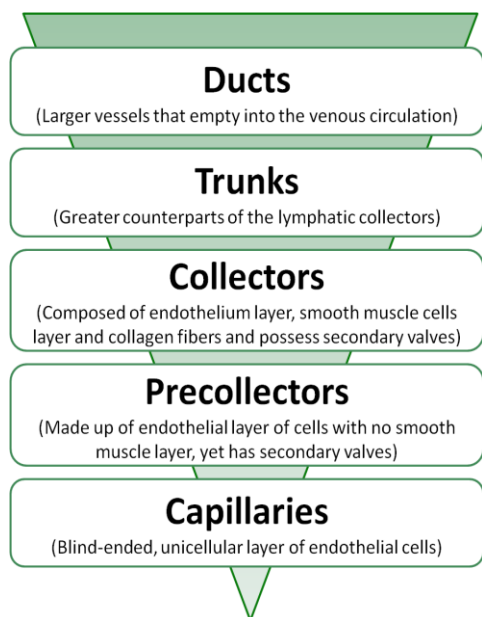 Ducts
(Larger vessels that empty into the venous circulation)
Trunks
(Greater counterparts of the lymphatic collectors)
Collectors
(Composed of endothelium layer, smooth muscle cells
layer and collagen fibers and possess secondary valves)
Precollectors
(Made up of endothelial layer of cells with no smooth
muscle layer, yet has secondary valves)
Capillaries
(Blind-ended, unicellular layer of endothelial cells)